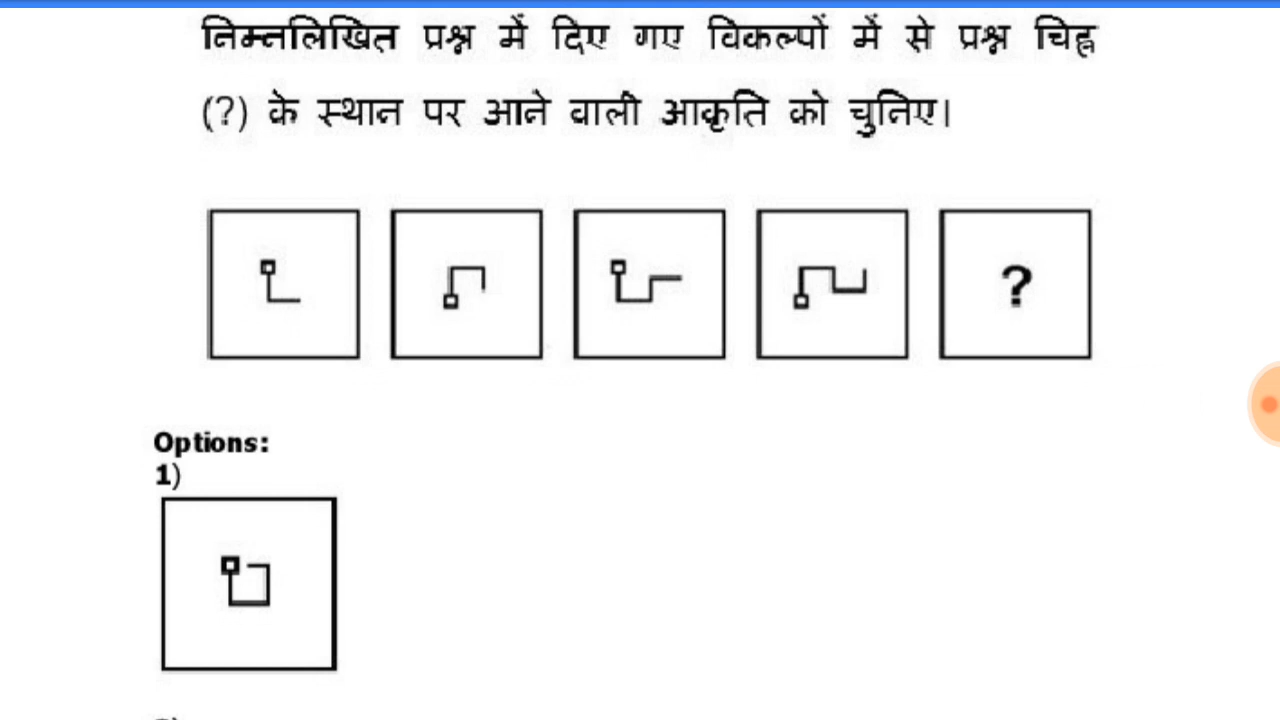 निम्नलिखित प्रश्न में दिए गए विकल्पों में से प्रश्न चिह्न
(?) के स्थान पर आने वाली आकृति को चुनिए।
?
Options:
1)